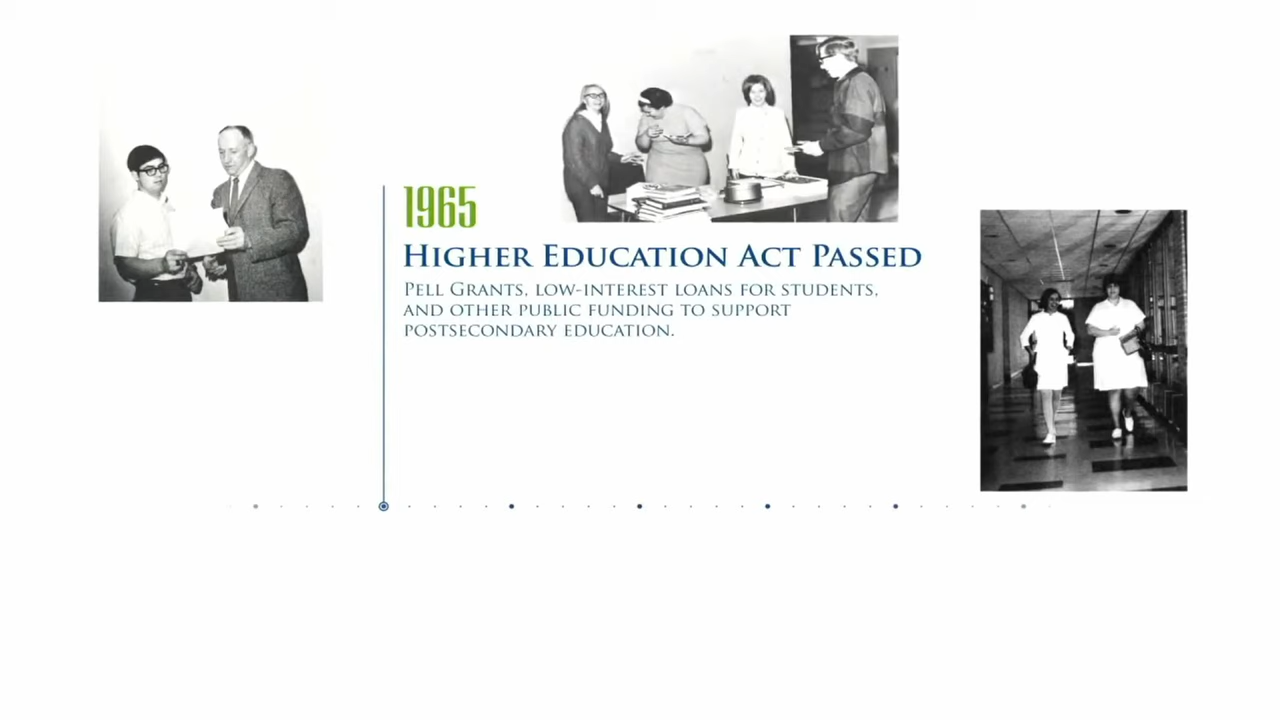 1965
Higher Education Act Passed
Pell Grants, low-interest loans for students,
and other public funding to support
postsecondary education.